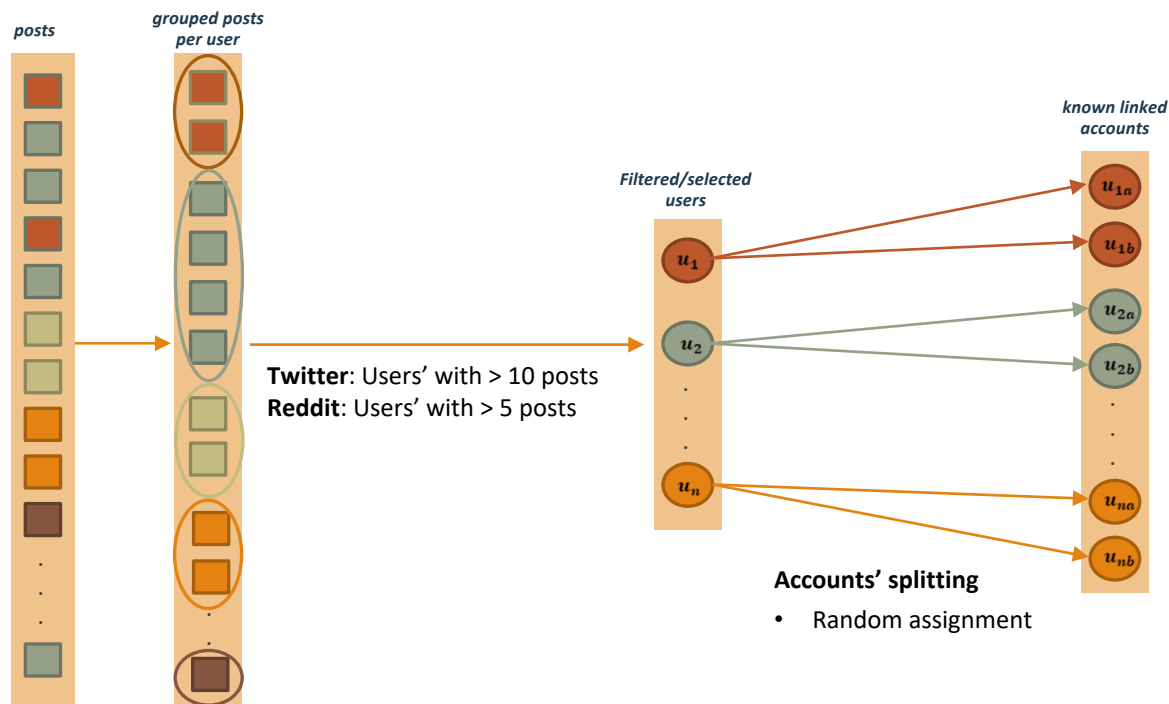 posts
grouped posts
per user
Filtered/selected
users
known linked
accounts
u1
u2
un
u1a
u1b
u2a
u2b
una
unb
Twitter: Users' with > 10 posts
Reddit: Users' with > 5 posts
Accounts' splitting
• Random assignment